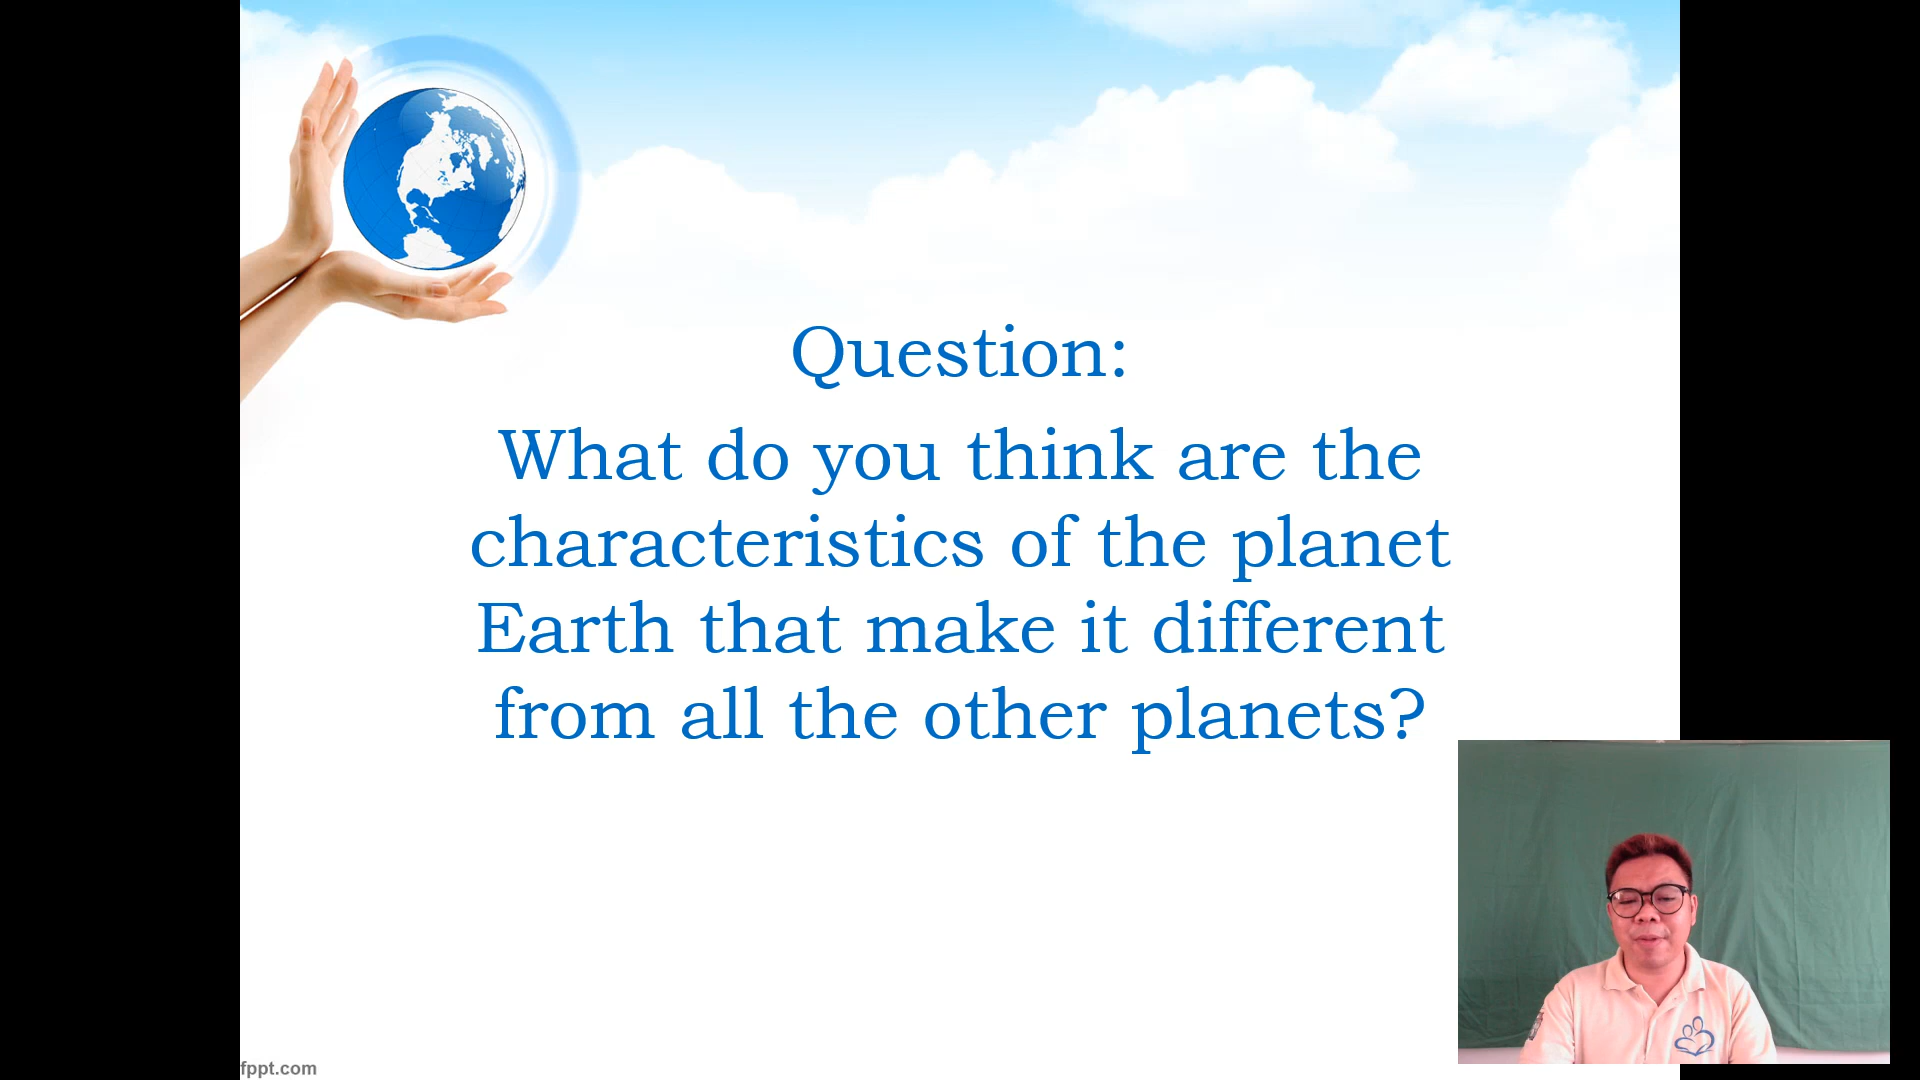 Question:
What do you think are the
characteristics of the planet
Earth that make it different
from all the other planets?
fppt.com